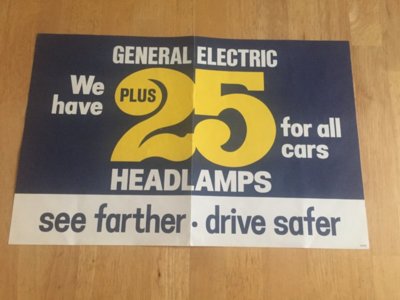 GENERAL ELECTRIC
We have
PLUS
25
for all cars
HEADLAMPS
see farther · drive safer